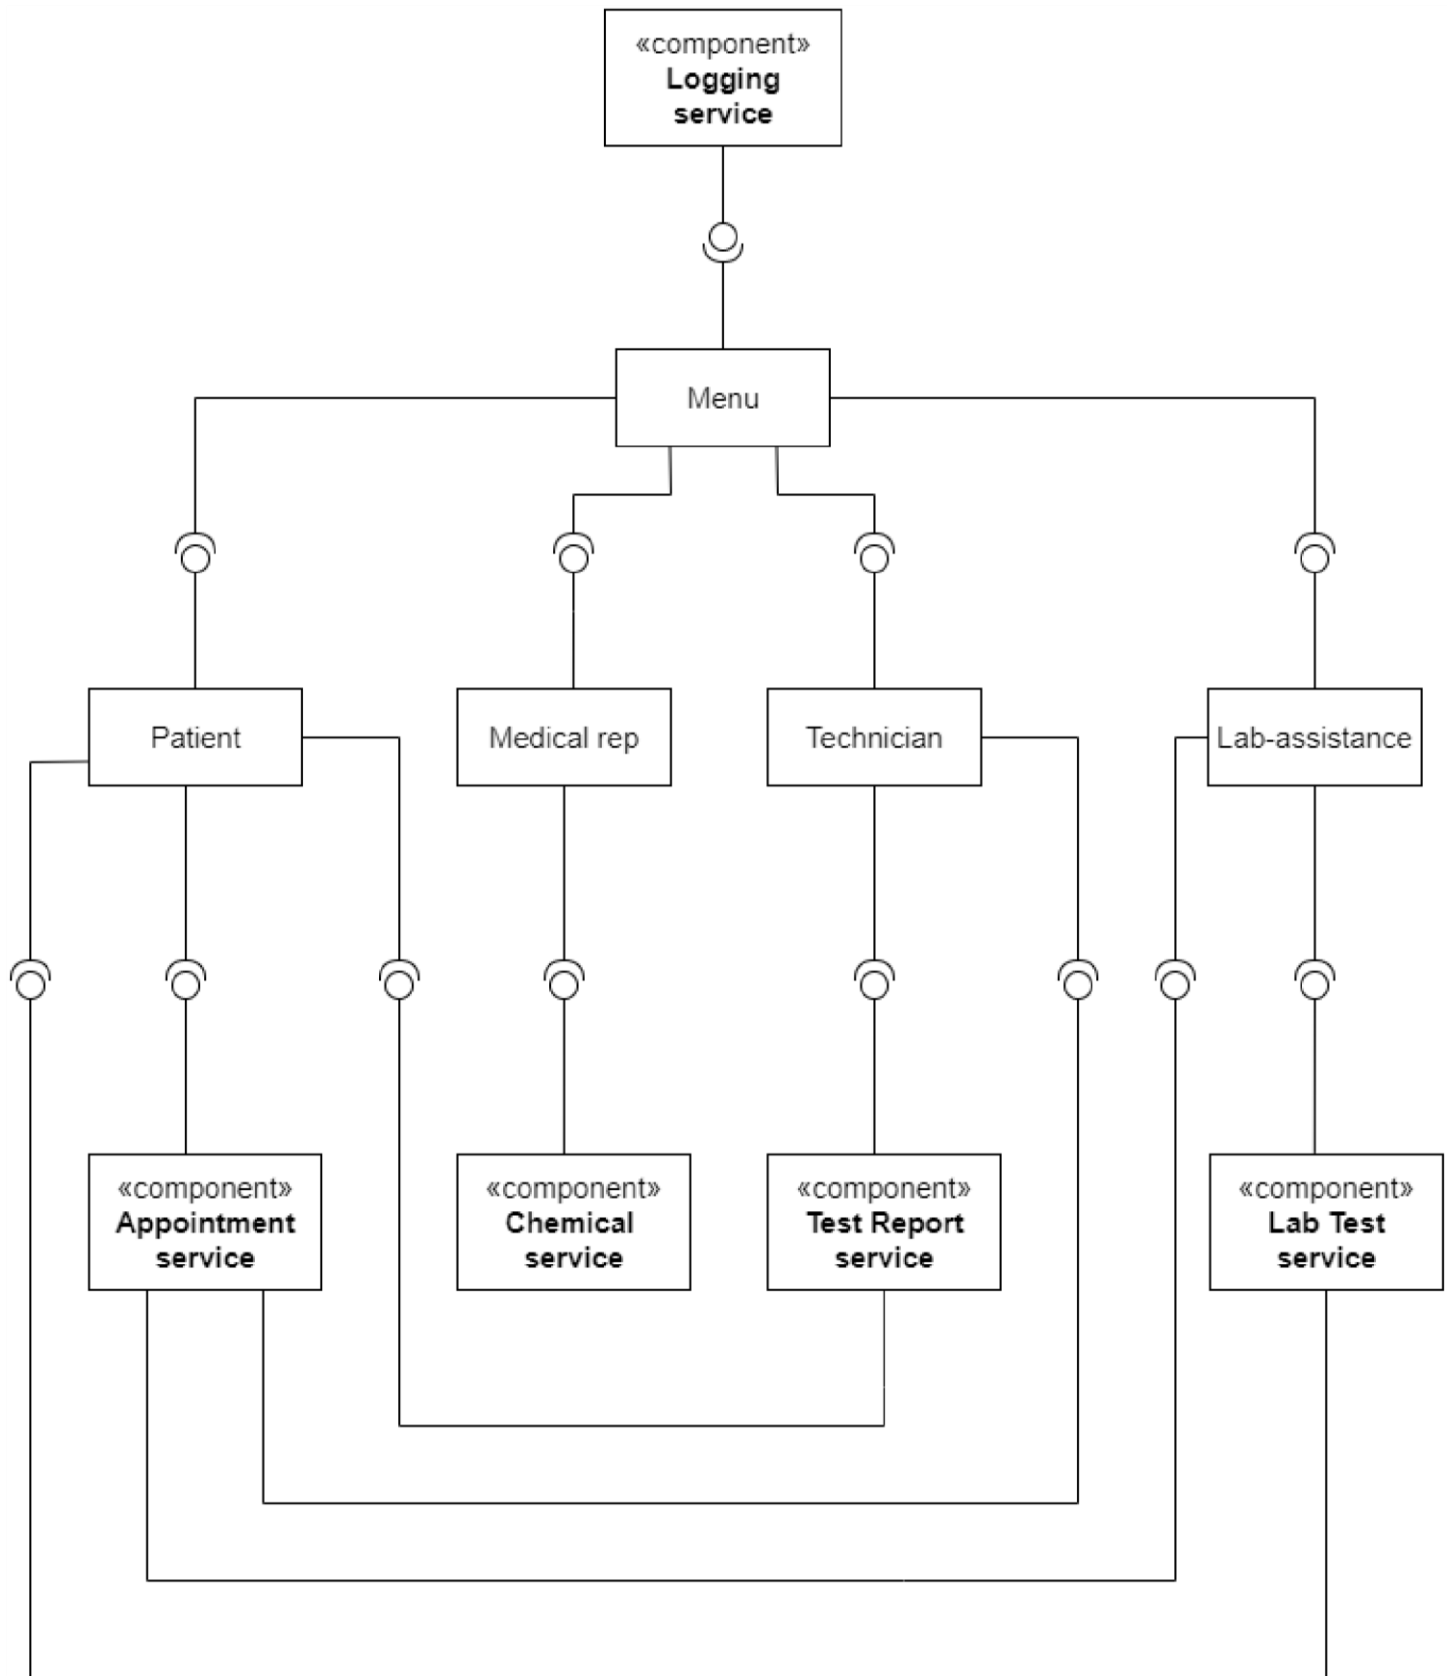 «component»
Logging
service
Menu
Patient
Medical rep
Technician
Lab-assistance
«component»
Appointment
service
«component»
Chemical
service
«component»
Test Report
service
«component»
Lab Test
service